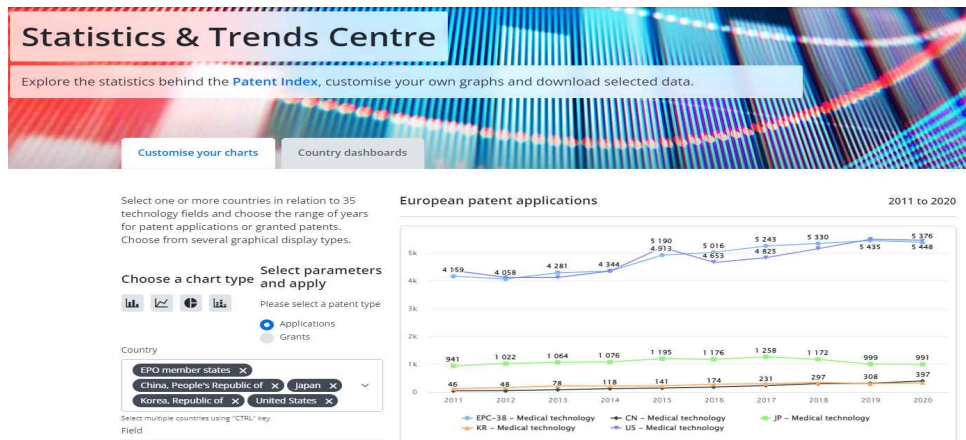 Statistics & Trends Centre
Explore the statistics behind the Patent Index, customise your own graphs and download selected data.
Customise your charts
Country dashboards
Select one or more countries in relation to 35
technology fields and choose the range of years
for patent applications or granted patents.
Choose from several graphical display types.
Choose a chart type
Select parameters
and apply
Please select a patent type
Applications
Grants
Country
EPO member states x
China, People's Republic of x Japan x
Korea, Republic of x United States x
Select multiple countries using "CTRL" key.
Field
European patent applications
2011 to 2020
5k
4k
3k
2k
1k
0
4 159 4 058 4 281 4 344 5 190 5 016 5 243 5 330 5 435 5 376
4 913 4 653 4 825 5 448
941 1 022 1 064 1 076 1 195 1 176 1 258 1 172 999 991
46 48 78 118 141 174 231 297 308 397
2011 2012 2013 2014 2015 2016 2017 2018 2019 2020
EPC-38 – Medical technology CN – Medical technology JP – Medical technology
KR – Medical technology US – Medical technology